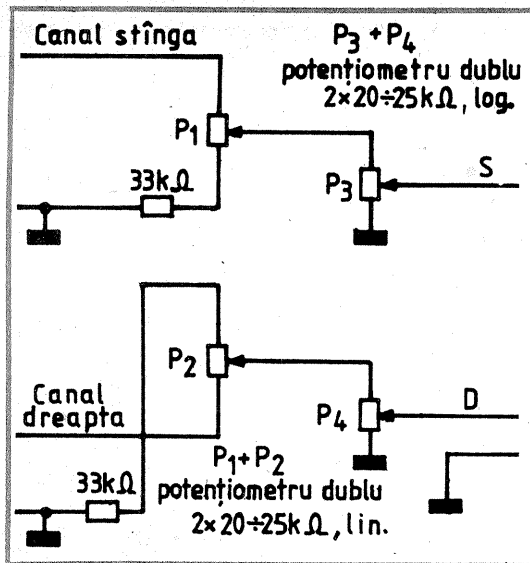 Canal stînga
P3 + P4
potențiometru dublu
2×20÷25kΩ, log.
P1
33kΩ
P3
S
P2
Canal
dreapta
P4
D
33kΩ
P1+P2
potențiometru dublu
2×20÷25kΩ, lin.